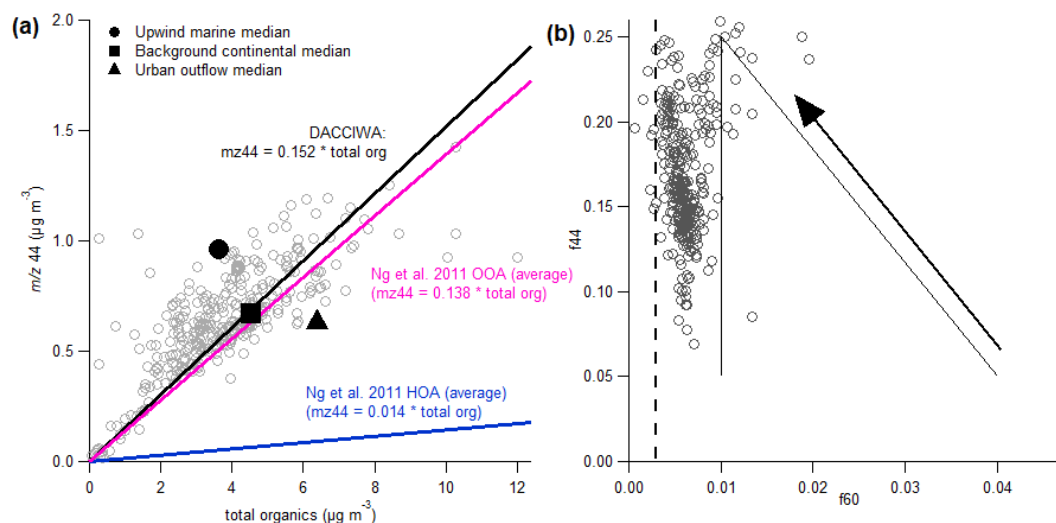 (a)
Upwind marine median
Background continental median
Urban outflow median
DACCIWA:
mz44 = 0.152 * total org
Ng et al. 2011 OOA (average)
(mz44 = 0.138 * total org)
Ng et al. 2011 HOA (average)
(mz44 = 0.014 * total org)
2.0
1.5
1.0
0.5
0.0
m/z 44 (µg m⁻³)
0
2
4
6
8
10
12
total organics (µg m⁻³)
(b)
0.25
0.20
0.15
0.10
0.05
0.00
f44
0.00
0.01
0.02
0.03
0.04
f60